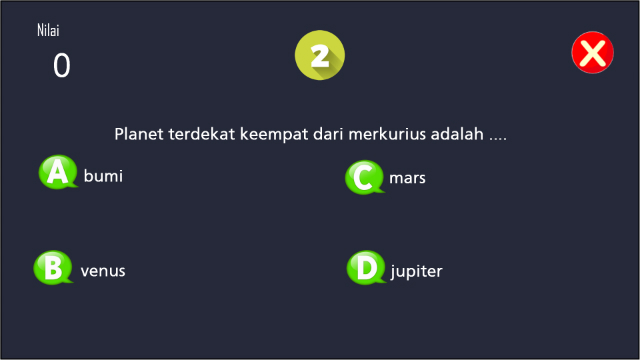 Nilai
0
2
X
Planet terdekat keempat dari merkurius adalah ....
A bumi
B venus
C mars
D jupiter